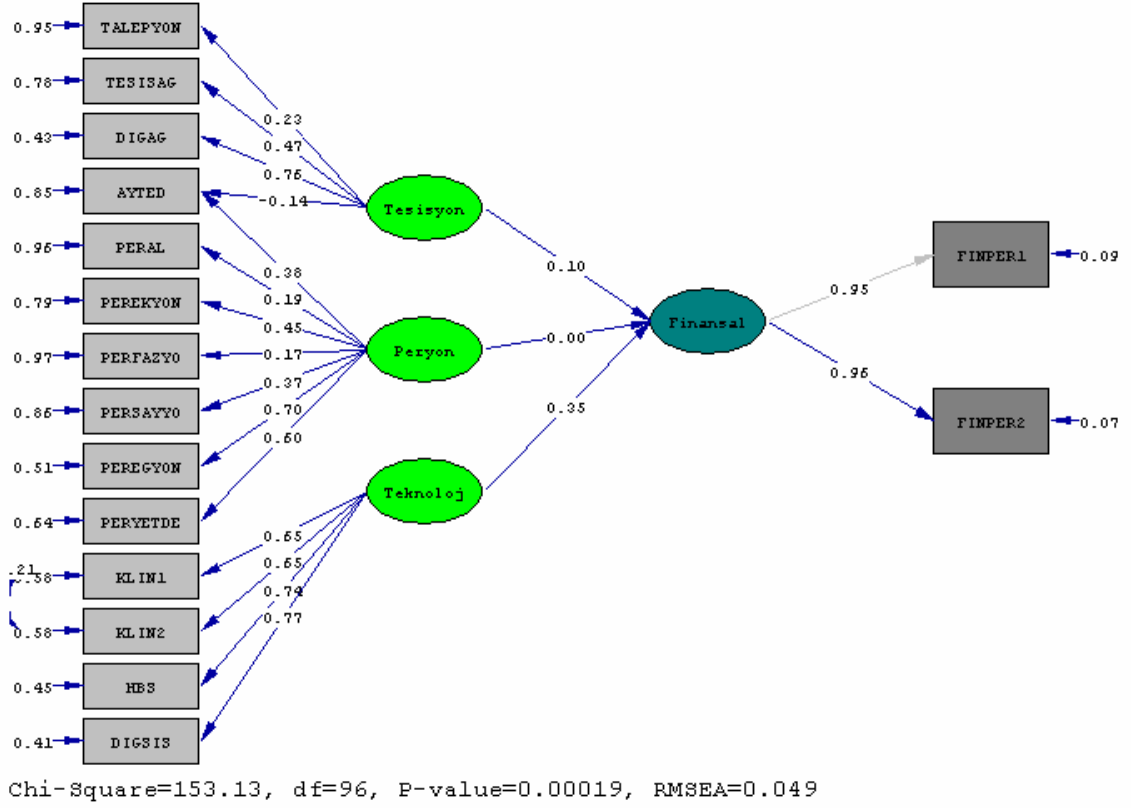 0.95 TALEPYON
0.78 TESISAG
0.43 DIGAG
0.85 AYTED
0.96 PERAL
0.79 PEREKYON
0.97 PERFAZYO
0.86 PERSAYYO
0.51 PEREGYON
0.64 PERYETDE
.21
0.58 KLIN1
0.58 KLIN2
0.45 HBS
0.41 DIGSIS
0.23
0.47
0.76
-0.14
0.38
0.19
0.45
0.17
0.37
0.70
0.60
0.65
0.65
0.74
0.77
Tesisyon
Peryon
Teknoloj
0.10
-0.00
0.35
Finansal
0.95
0.96
FINPER1 0.09
FINPER2 0.07
Chi-Square=153.13, df=96, P-value=0.00019, RMSEA=0.049